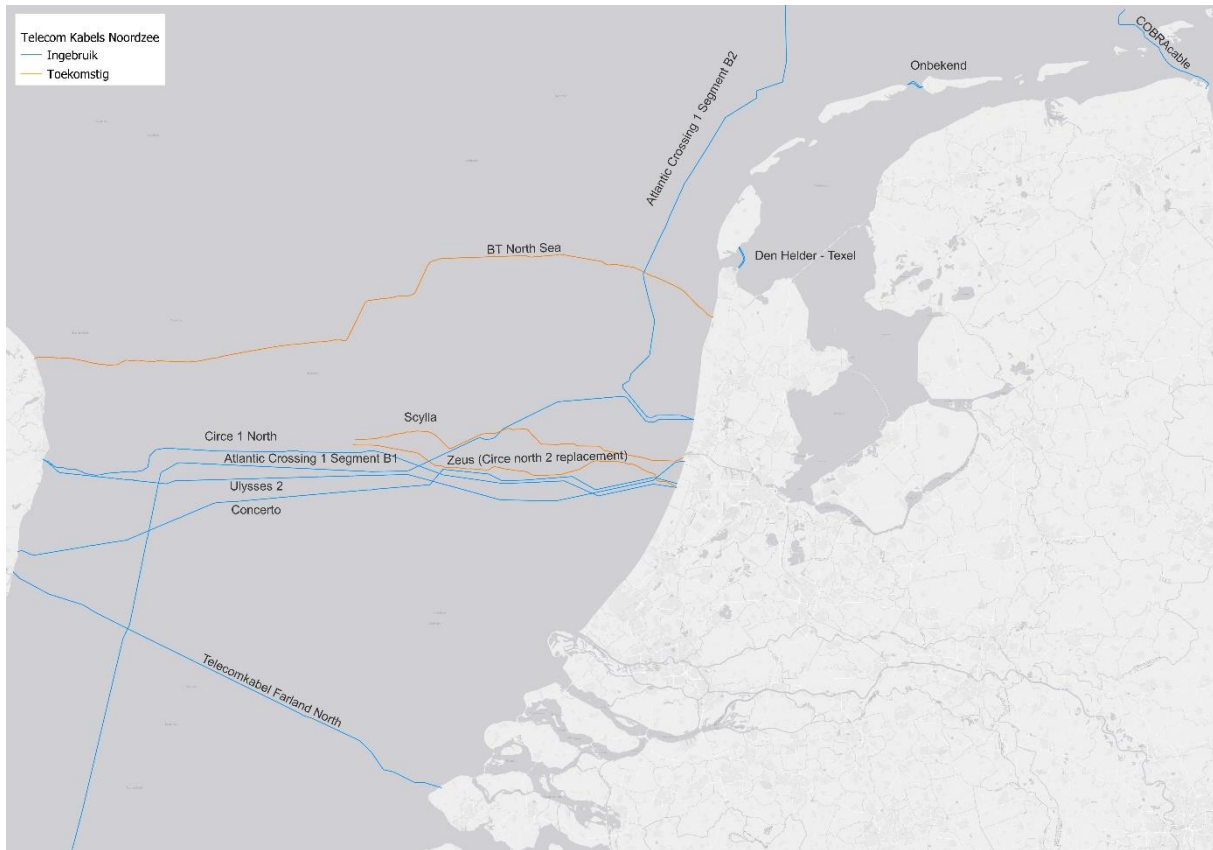 Telecom Kabels Noordzee
Ingebruik
Toekomstig
COBRAcable
Onbekend
Atlantic Crossing 1 Segment B2
BT North Sea
Den Helder - Texel
Scylla
Circe 1 North
Zeus (Circe north 2 replacement)
Atlantic Crossing 1 Segment B1
Ulysses 2
Concerto
Telecomkabel Farland North